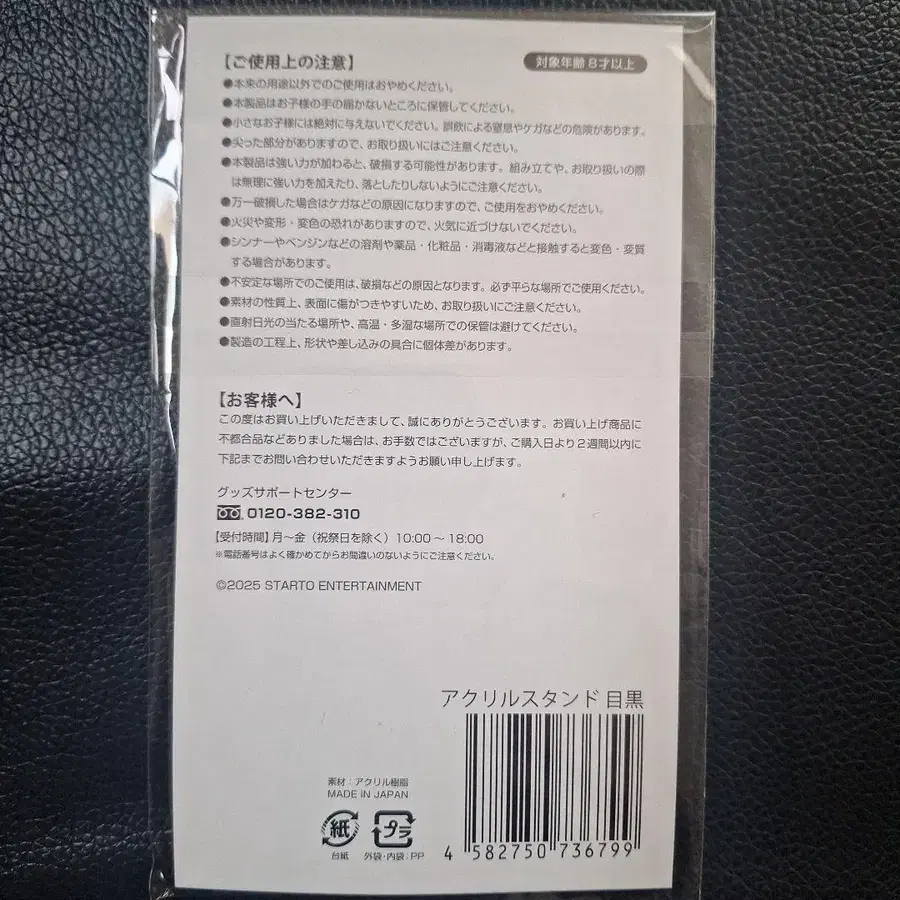 【ご使用上の注意】
対象年齢 8才以上
●本来の用途以外でのご使用はおやめください。
●本製品はお子様の手の届かないところに保管してください。
●小さなお子様には絶対に与えないでください。誤飲による窒息やケガなどの危険があります。
●尖った部分がありますので、お取り扱いにはご注意ください。
●本製品は強い力が加わると、破損する可能性があります。組み立てや、お取り扱いの際
は無理に強い力を加えたり、落としたりしないようにご注意ください。
●万一破損した場合はケガなどの原因になりますので、ご使用をおやめください。
●火災や変形・変色の恐れがありますので、火気に近づけないでください。
●シンナーやベンジンなどの溶剤や薬品・化粧品・消毒液などと接触すると変色・変質
する場合があります。
●不安定な場所でのご使用は、破損などの原因となります。必ず平らな場所でご使用ください。
●素材の性質上、表面に傷がつきやすいため、お取り扱いにご注意ください。
●直射日光の当たる場所や、高温・多湿な場所での保管は避けてください。
●製造の工程上、形状や差し込みの具合に個体差があります。
【お客様へ】
この度はお買い上げいただきまして、誠にありがとうございます。お買い上げ商品に
不都合品などありました場合は、お手数ではございますが、ご購入日より2週間以内に
下記までお問い合わせいただきますようお願い申し上げます。
グッズサポートセンター
0120-382-310
【受付時間】月～金（祝祭日を除く）10:00～18:00
※電話番号はよく確かめてからお間違いのないようにご注意ください。
©2025 STARTO ENTERTAINMENT
アクリルスタンド 目黒
素材：アクリル樹脂
MADE IN JAPAN
紙
プラ
台紙
外袋・内袋：PP
4 582750 736799